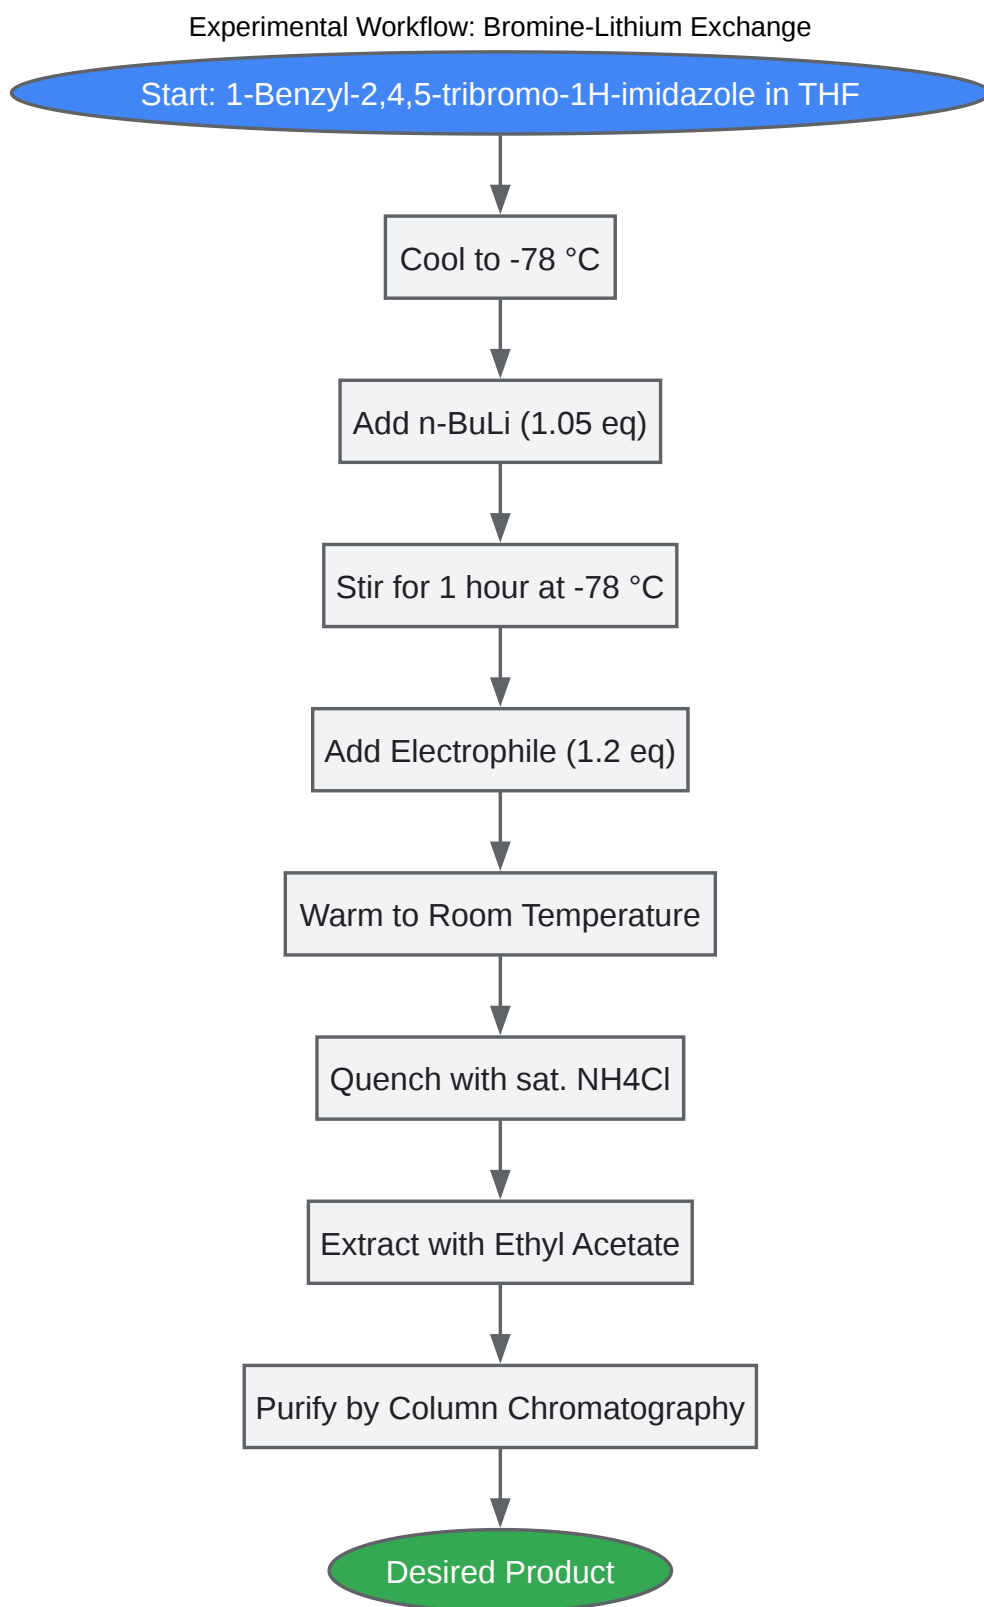 Experimental Workflow: Bromine-Lithium Exchange
Start: 1-Benzyl-2,4,5-tribromo-1H-imidazole in THF
Cool to -78 °C
Add n-BuLi (1.05 eq)
Stir for 1 hour at -78 °C
Add Electrophile (1.2 eq)
Warm to Room Temperature
Quench with sat. NH4Cl
Extract with Ethyl Acetate
Purify by Column Chromatography
Desired Product